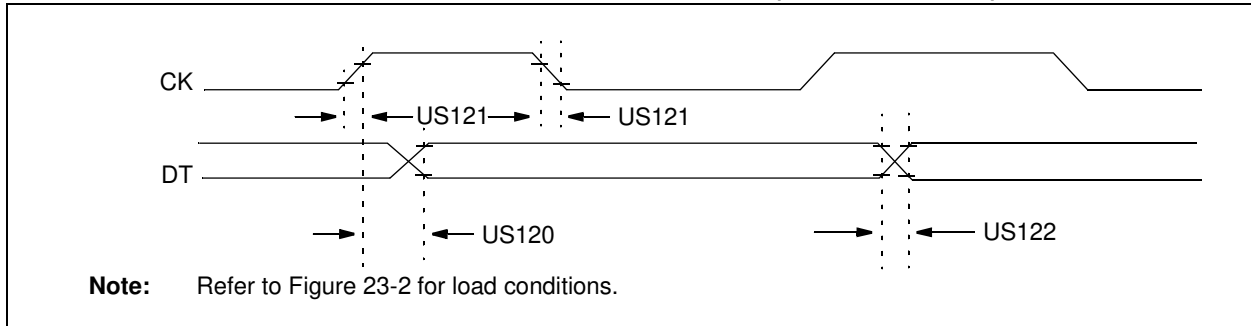 CK
US121
US121
DT
US120
US122
Note: Refer to Figure 23-2 for load conditions.